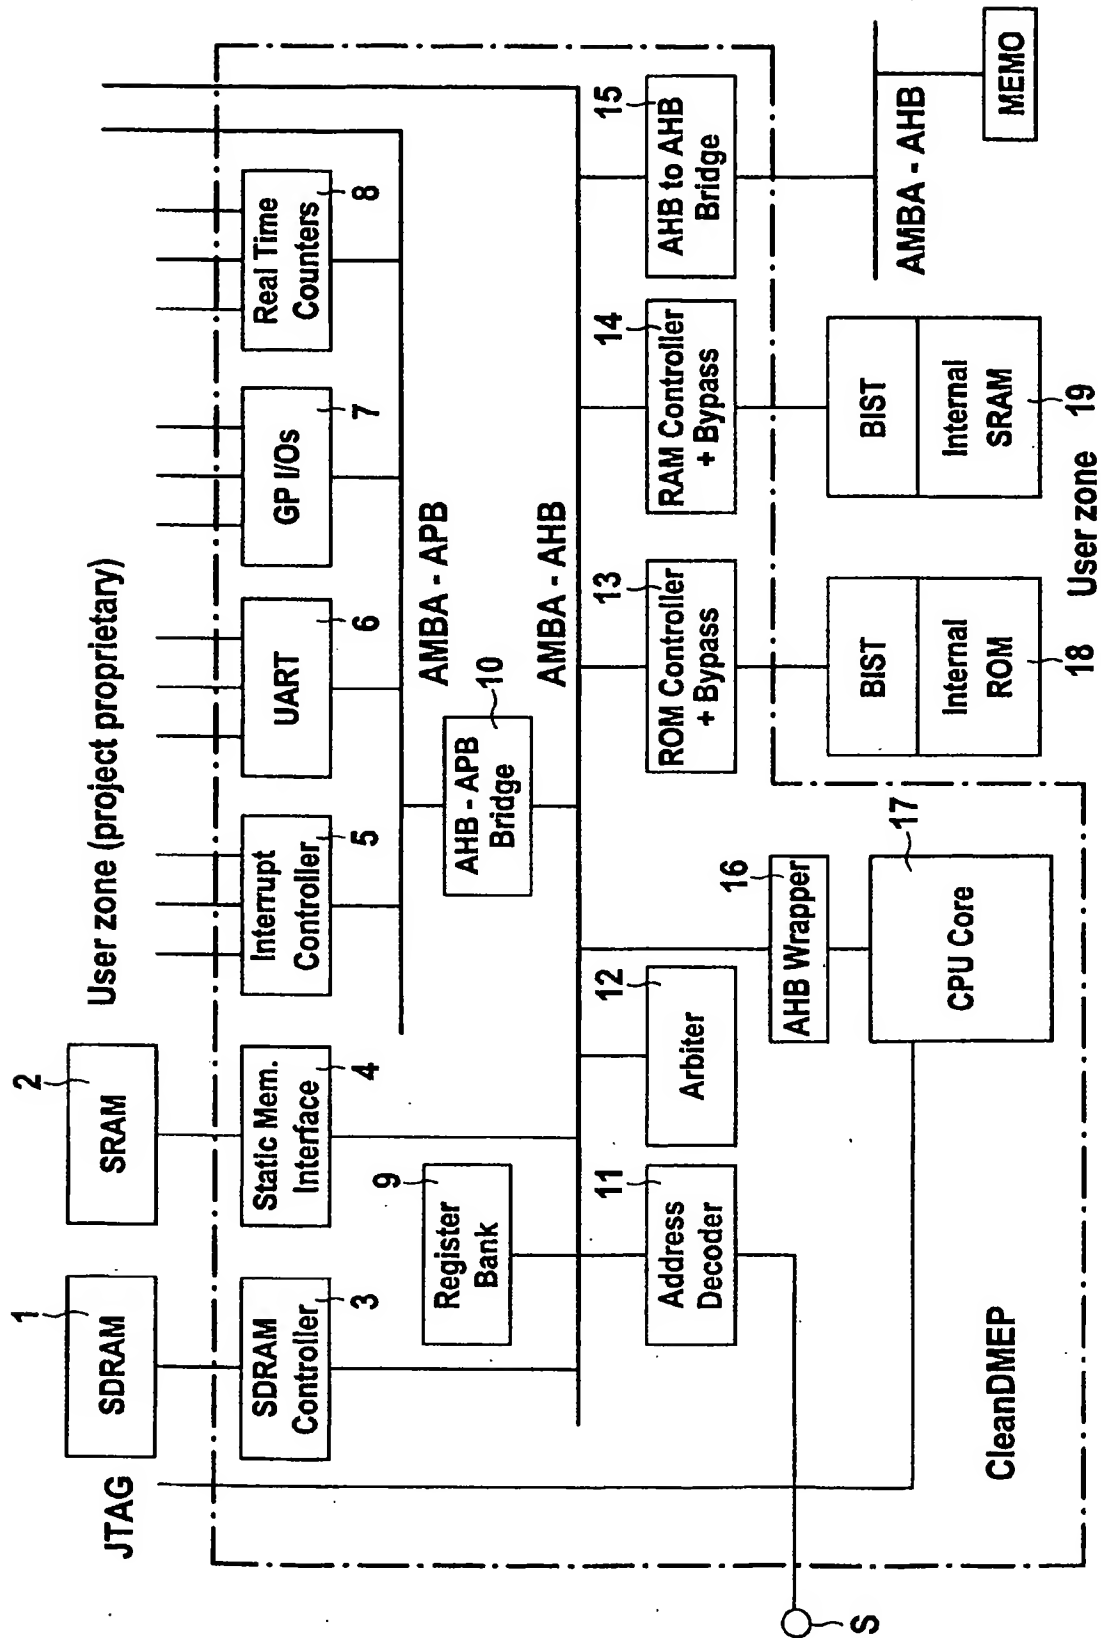 User zone (project proprietary)
1
SDRAM
2
SRAM
JTAG
SDRAM
Controller
3
Static Mem.
Interface
4
Interrupt
Controller
5
UART
6
GP I/Os
7
Real Time
Counters
8
AMBA - APB
9
Register
Bank
10
AHB - APB
Bridge
AMBA - AHB
11
Address
Decoder
12
Arbiter
13
ROM Controller
+ Bypass
14
RAM Controller
+ Bypass
15
AHB to AHB
Bridge
16
AHB Wrapper
17
CPU Core
BIST
Internal
ROM
18
BIST
Internal
SRAM
19
User zone
AMBA - AHB
MEMO
CleanDMEP
S